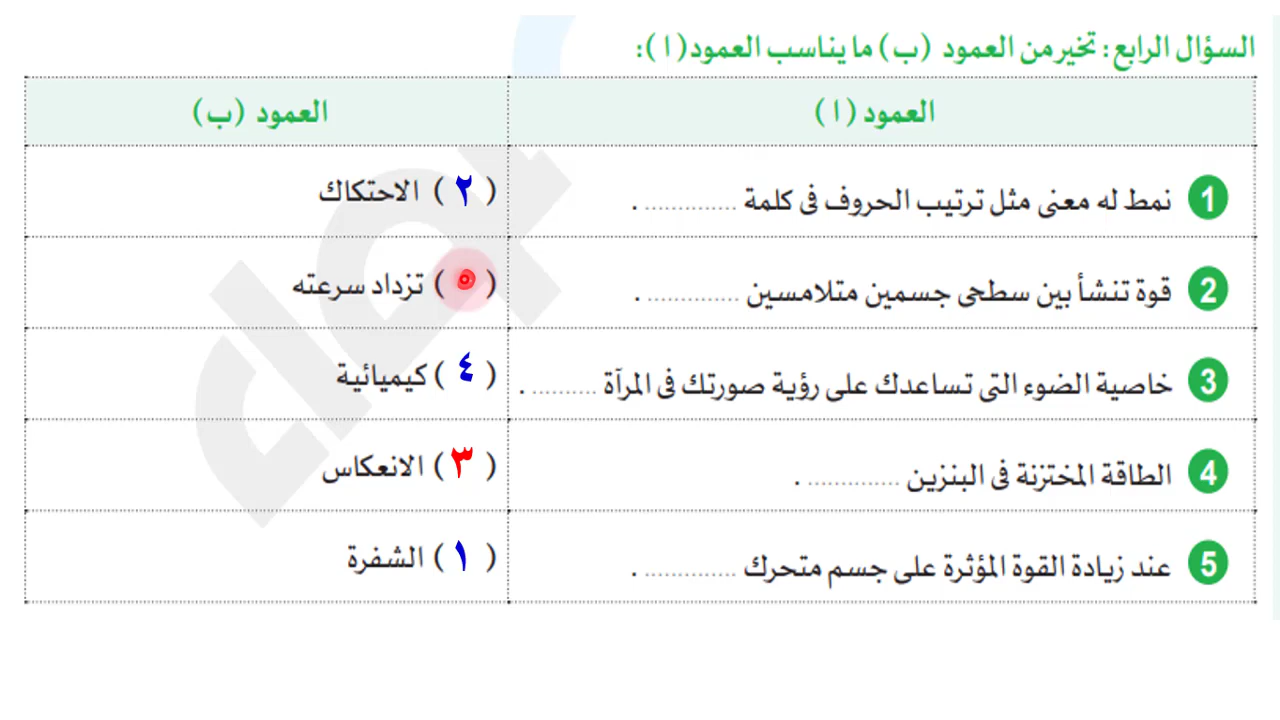 السؤال الرابع: تخير من العمود (ب) ما يناسب العمود (ا):
العمود (ا) العمود (ب)
1 نمط له معنى مثل ترتيب الحروف فى كلمة .............. . (٢) الاحتكاك
2 قوة تنشأ بين سطحى جسمين متلامسين .............. . (٥) تزداد سرعته
3 خاصية الضوء التى تساعدك على رؤية صورتك فى المرآة .......... . (٤) كيميائية
4 الطاقة المختزنة فى البنزين .............. . (٣) الانعكاس
5 عند زيادة القوة المؤثرة على جسم متحرك .............. . (١) الشفرة